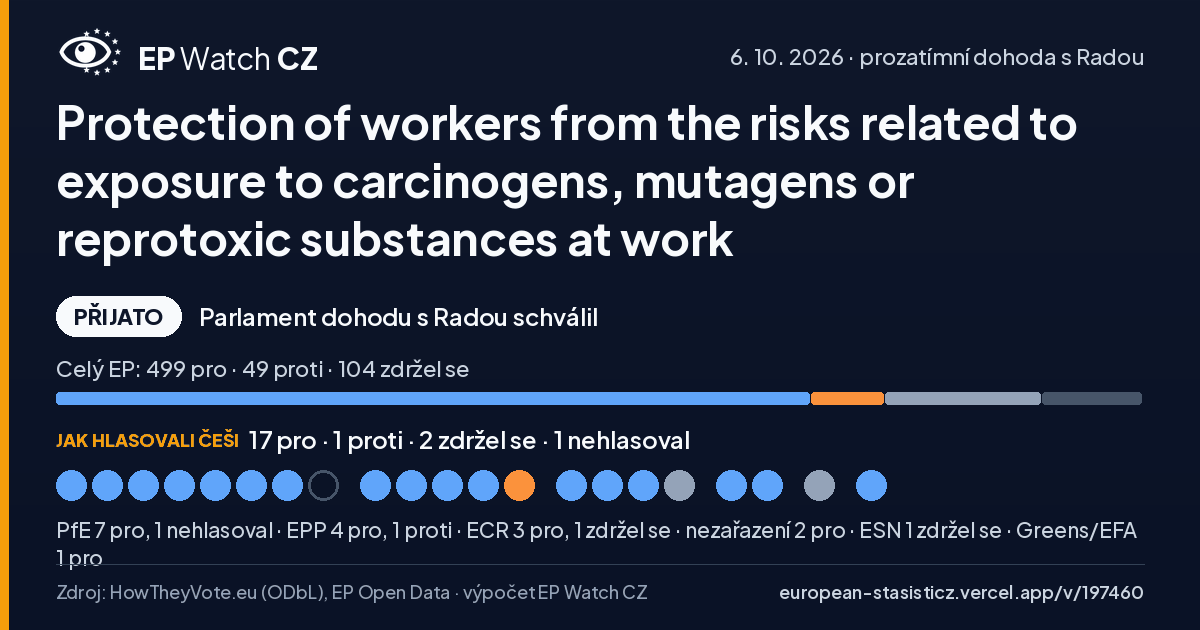 EP Watch CZ
6. 10. 2026 · prozatímní dohoda s Radou
Protection of workers from the risks related to
exposure to carcinogens, mutagens or
reprotoxic substances at work
PŘIJATO Parlament dohodu s Radou schválil
Celý EP: 499 pro · 49 proti · 104 zdržel se
JAK HLASOVALI ČEŠI 17 pro · 1 proti · 2 zdržel se · 1 nehlasoval
PfE 7 pro, 1 nehlasoval · EPP 4 pro, 1 proti · ECR 3 pro, 1 zdržel se · nezařazení 2 pro · ESN 1 zdržel se · Greens/EFA
1 pro
Zdroj: HowTheyVote.eu (ODbL), EP Open Data · výpočet EP Watch CZ
european-stasisticz.vercel.app/v/197460